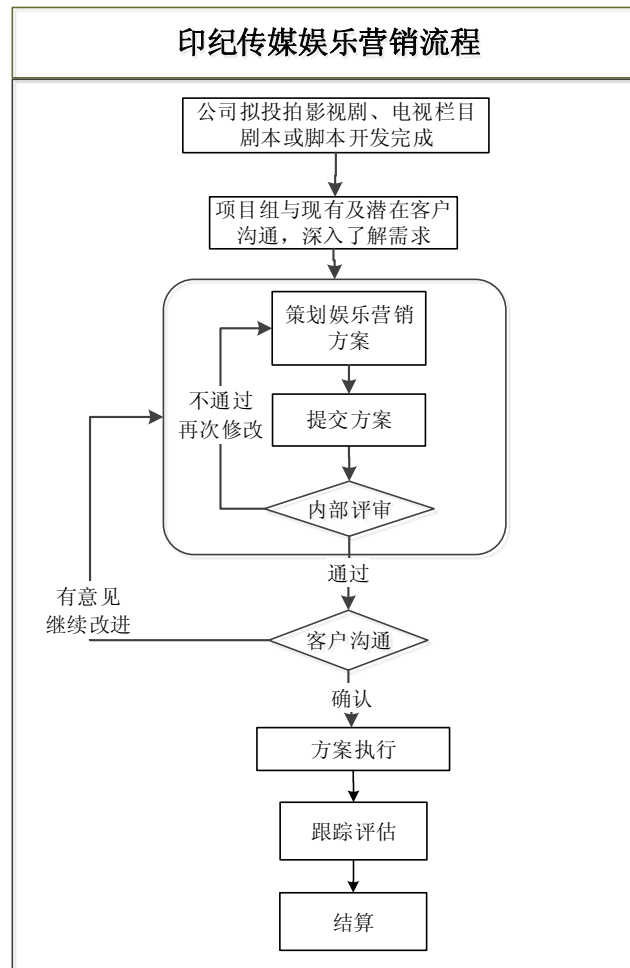 印纪传媒娱乐营销流程
公司拟投拍影视剧、电视栏目
剧本或脚本开发完成
项目组与现有及潜在客户
沟通，深入了解需求
策划娱乐营销
方案
不通过
再次修改
提交方案
内部评审
通过
有意见
继续改进
客户沟通
确认
方案执行
跟踪评估
结算